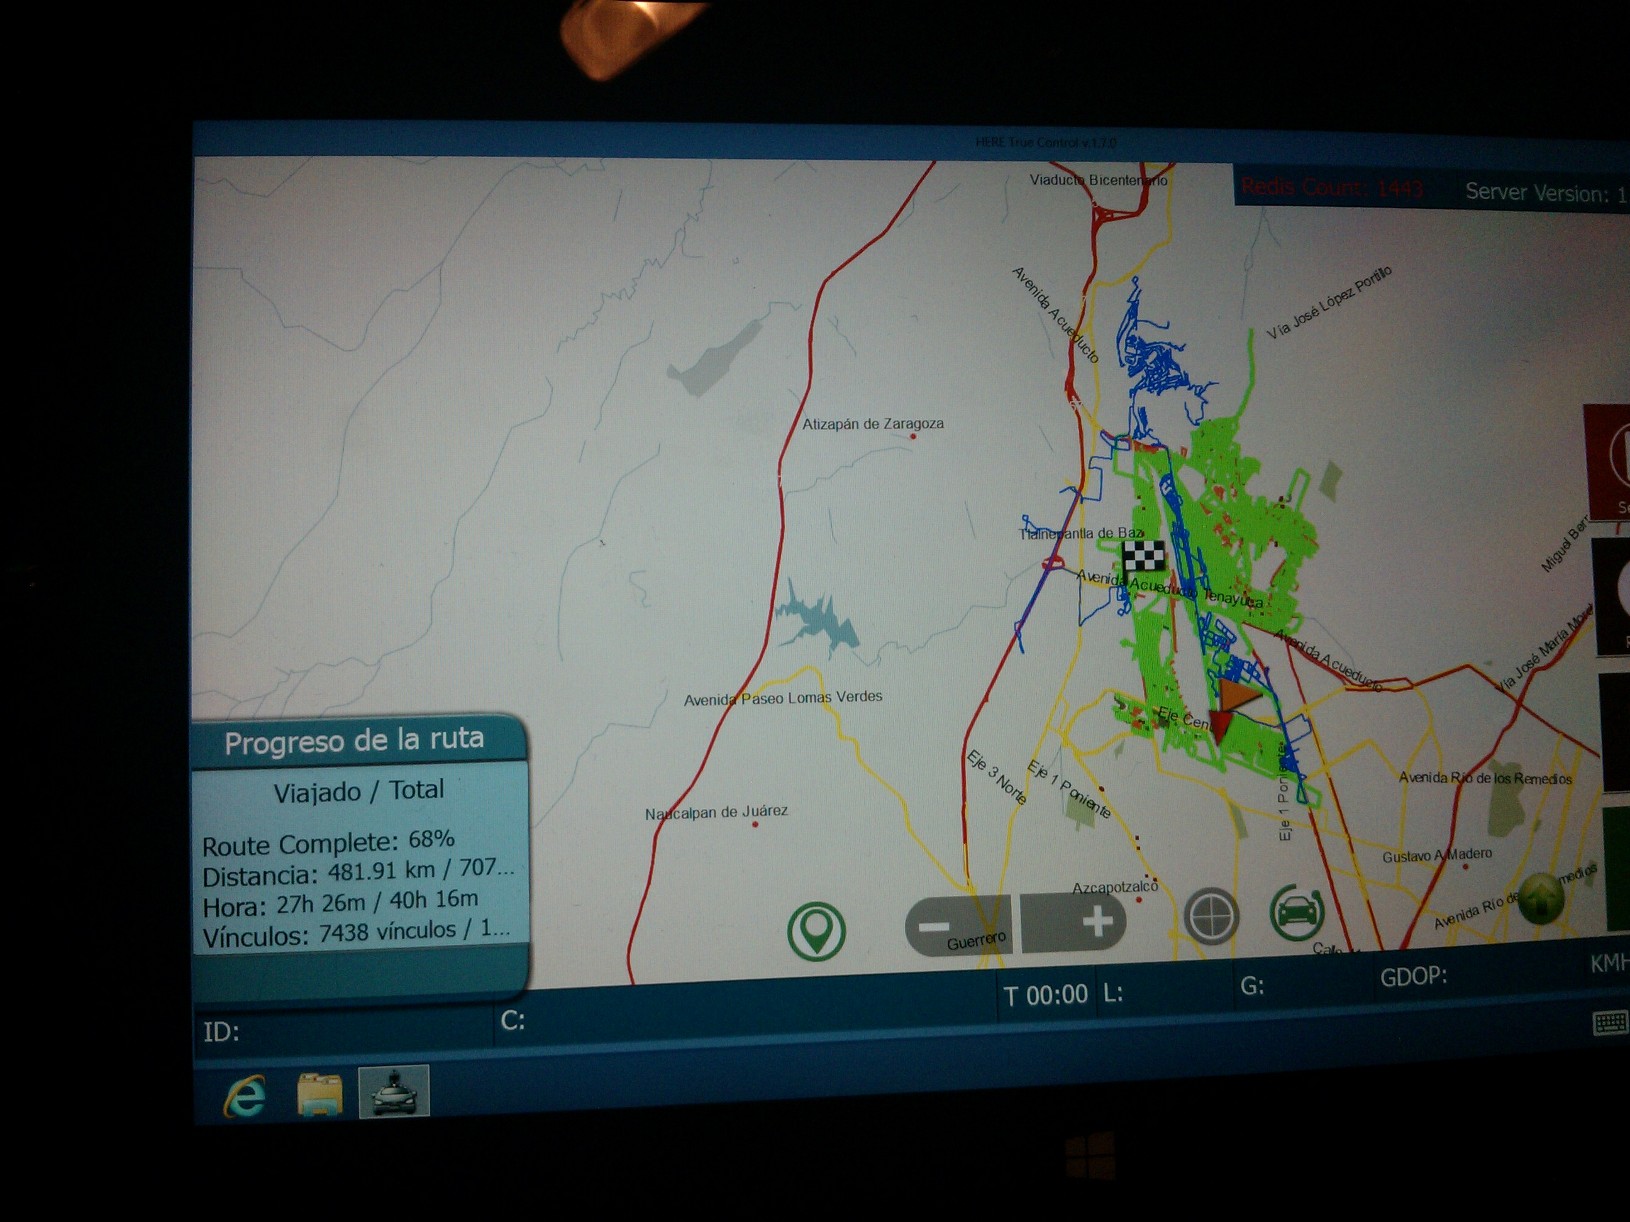 HERE True Control v.1.7.0
Redis Count: 1443
Server Version: 1
Viaducto Bicentenario
Avenida Acueducto
Vía José López Portillo
Atizapán de Zaragoza
Tlalnepantla de Baz
Avenida Acueducto Tenayuca
Avenida Acueducto
Vía José María Morel
Miguel Berr
Avenida Paseo Lomas Verdes
Eje Cen
Eje 3 Norte
Eje 1 Poniente
Eje 1 Poniente
Avenida Río de los Remedios
Naucalpan de Juárez
Gustavo A Madero
Azcapotzalco
Avenida Río de
medios
Guerrero
Progreso de la ruta
Viajado / Total
Route Complete: 68%
Distancia: 481.91 km / 707...
Hora: 27h 26m / 40h 16m
Vínculos: 7438 vínculos / 1...
ID:
C:
T 00:00
L:
G:
GDOP:
KMH